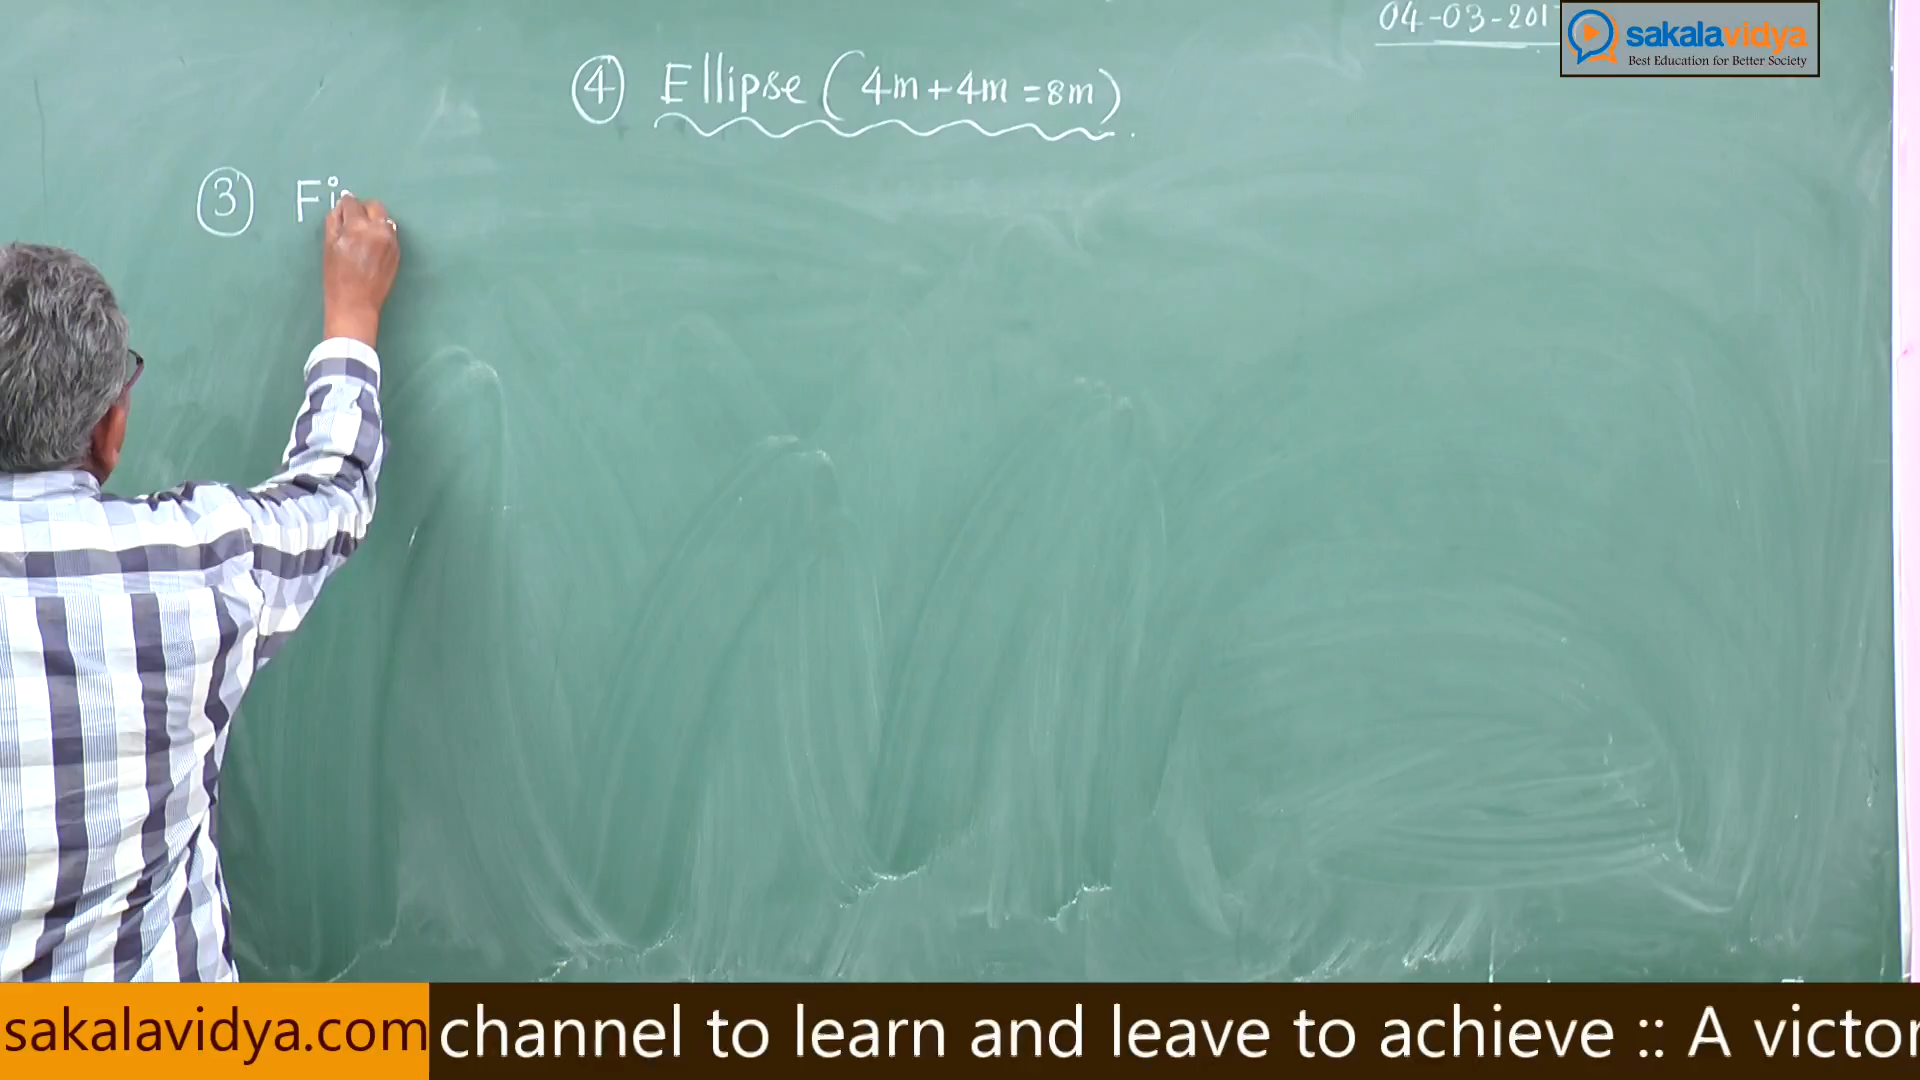 04-03-201
sakalavidya
Best Education for Better Society
④ Ellipse (4m+4m=8m)
③ Fi
sakalavidya.com channel to learn and leave to achieve :: A victor